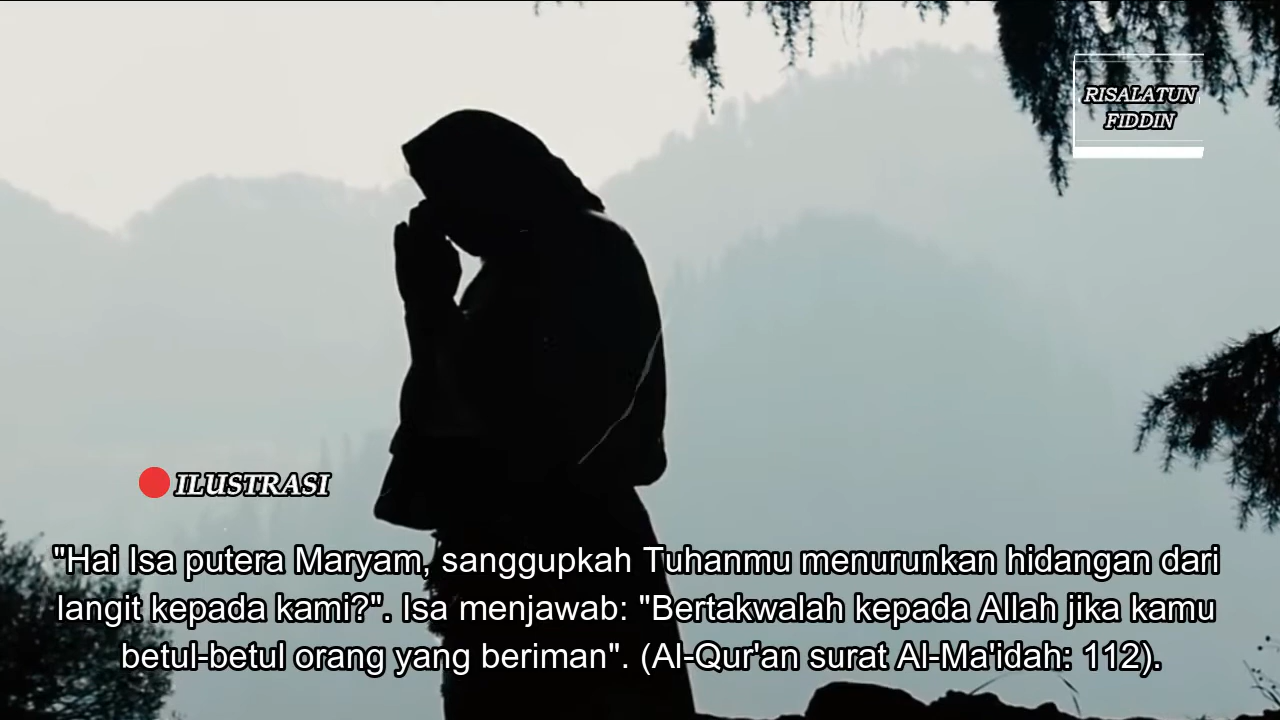 RISALATUN
FIDDIN
ILUSTRASI
"Hai Isa putera Maryam, sanggupkah Tuhanmu menurunkan hidangan dari
langit kepada kami?". Isa menjawab: "Bertakwalah kepada Allah jika kamu
betul-betul orang yang beriman". (Al-Qur'an surat Al-Ma'idah: 112).